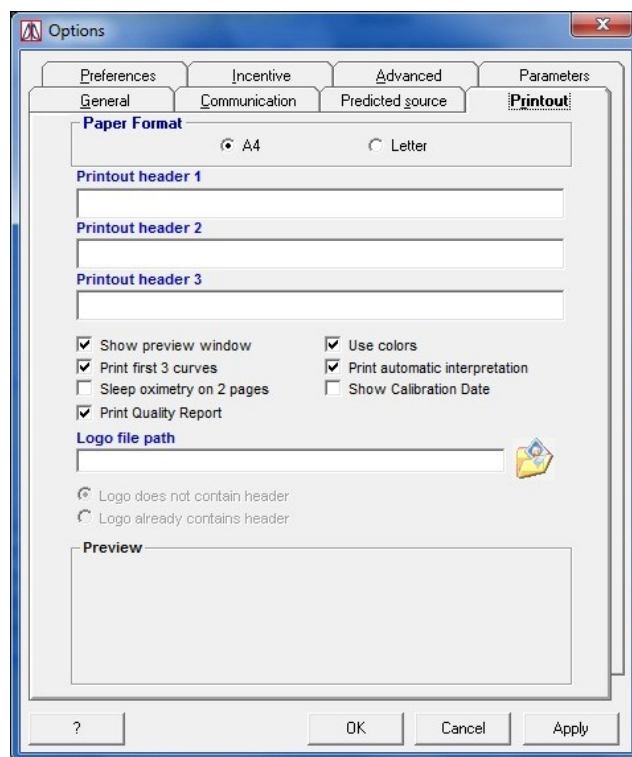 Options
Preferences Incentive Advanced Parameters
General Communication Predicted source Printout
Paper Format
A4 Letter
Printout header 1
Printout header 2
Printout header 3
Show preview window Use colors
Print first 3 curves Print automatic interpretation
Sleep oximetry on 2 pages Show Calibration Date
Print Quality Report
Logo file path
Logo does not contain header
Logo already contains header
Preview
? OK Cancel Apply